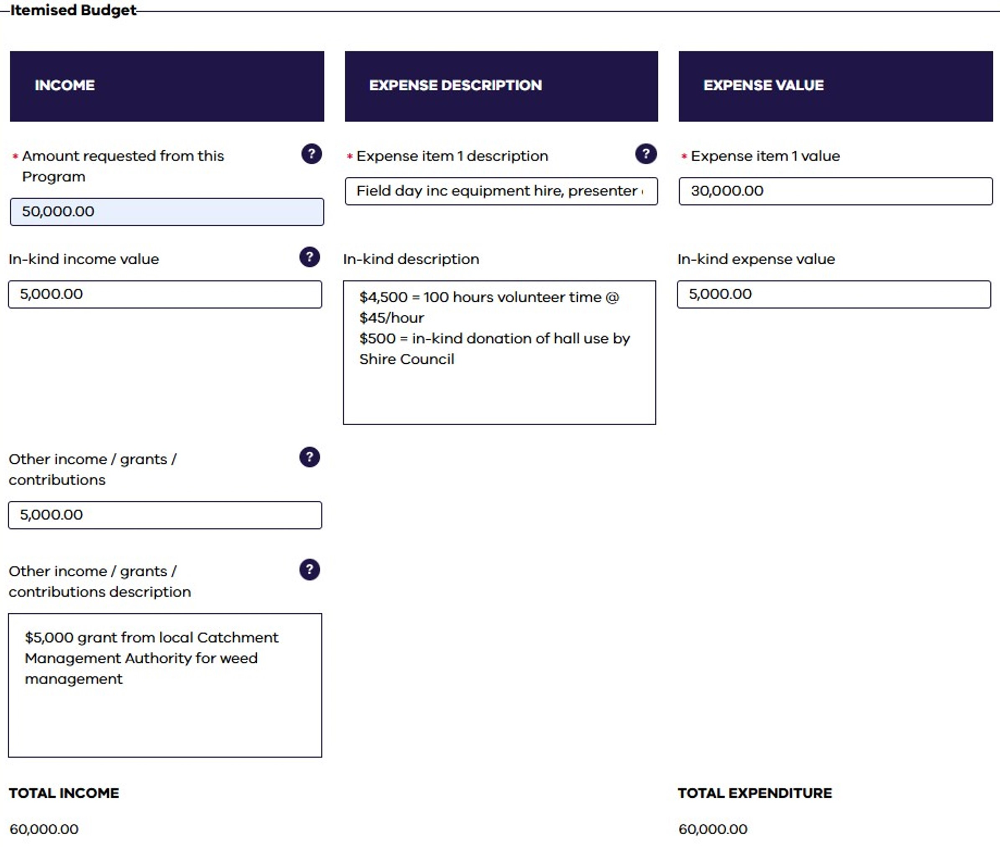 Itemised Budget
INCOME
EXPENSE DESCRIPTION
EXPENSE VALUE
* Amount requested from this
Program
?
50,000.00
* Expense item 1 description
?
Field day inc equipment hire, presenter
* Expense item 1 value
30,000.00
In-kind income value
?
5,000.00
In-kind description
$4,500 = 100 hours volunteer time @
$45/hour
$500 = in-kind donation of hall use by
Shire Council
In-kind expense value
5,000.00
Other income / grants /
contributions
?
5,000.00
Other income / grants /
contributions description
?
$5,000 grant from local Catchment
Management Authority for weed
management
TOTAL INCOME
60,000.00
TOTAL EXPENDITURE
60,000.00